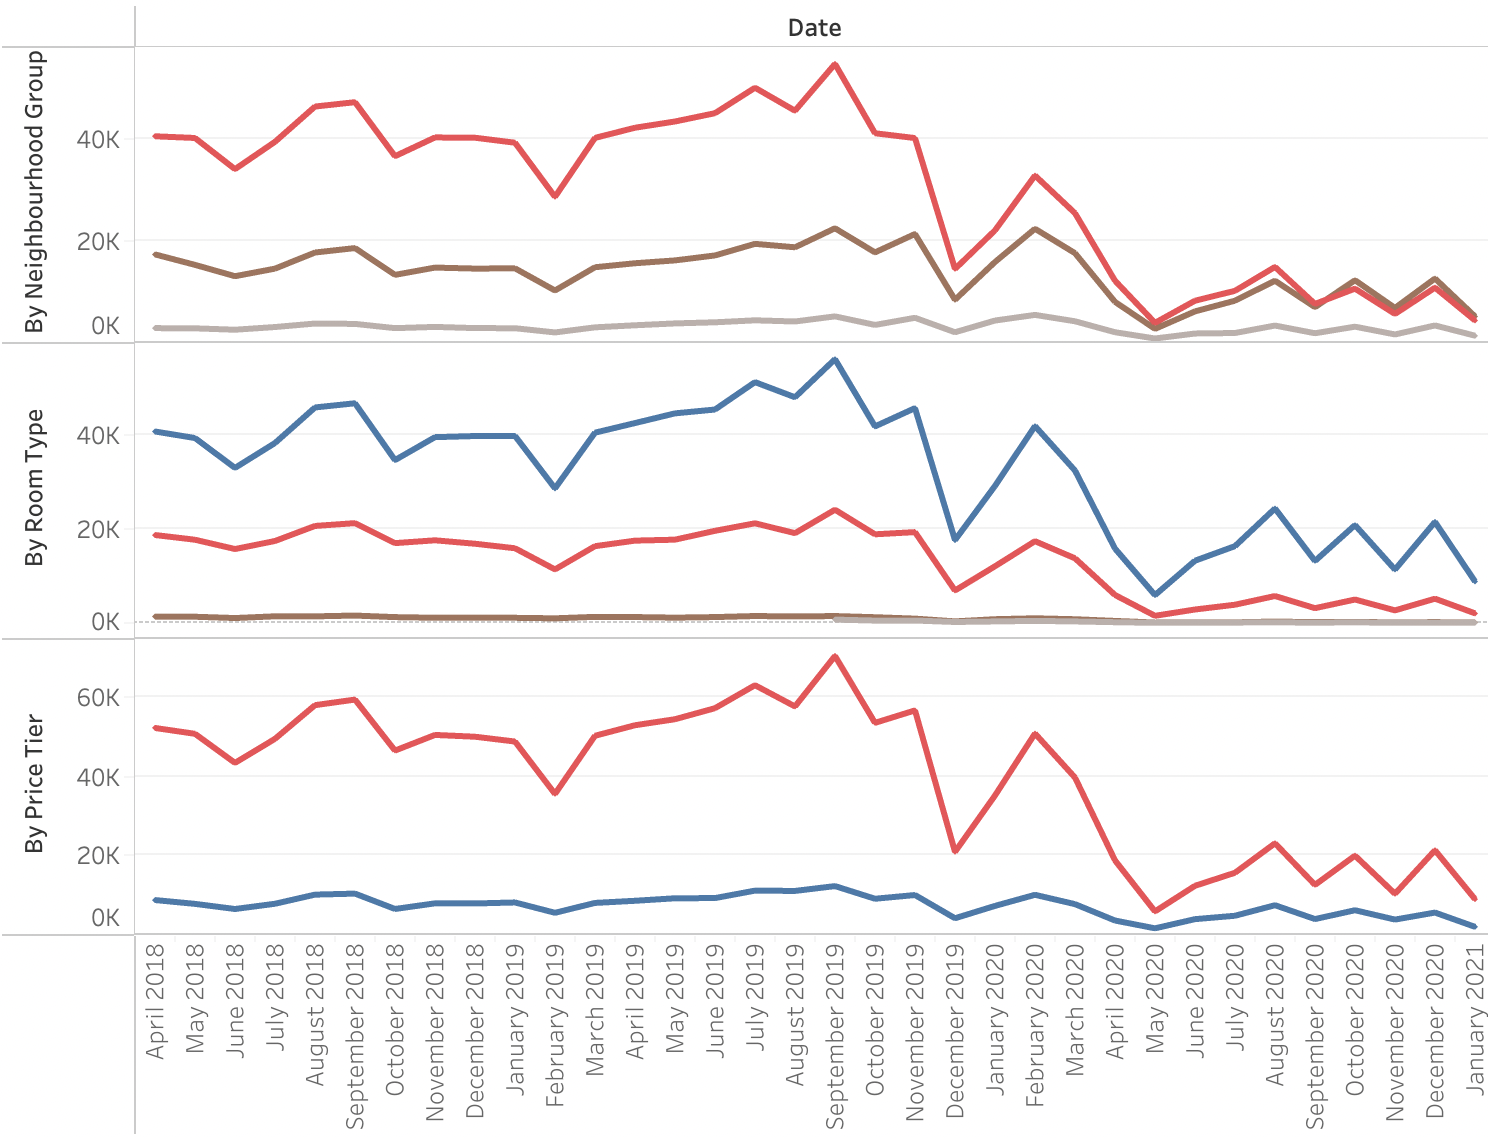 Date
By Neighbourhood Group
40K
20K
0K
By Room Type
40K
20K
0K
By Price Tier
60K
40K
20K
0K
April 2018
May 2018
June 2018
July 2018
August 2018
September 2018
October 2018
November 2018
December 2018
January 2019
February 2019
March 2019
April 2019
May 2019
June 2019
July 2019
August 2019
September 2019
October 2019
November 2019
December 2019
January 2020
February 2020
March 2020
April 2020
May 2020
June 2020
July 2020
August 2020
September 2020
October 2020
November 2020
December 2020
January 2021